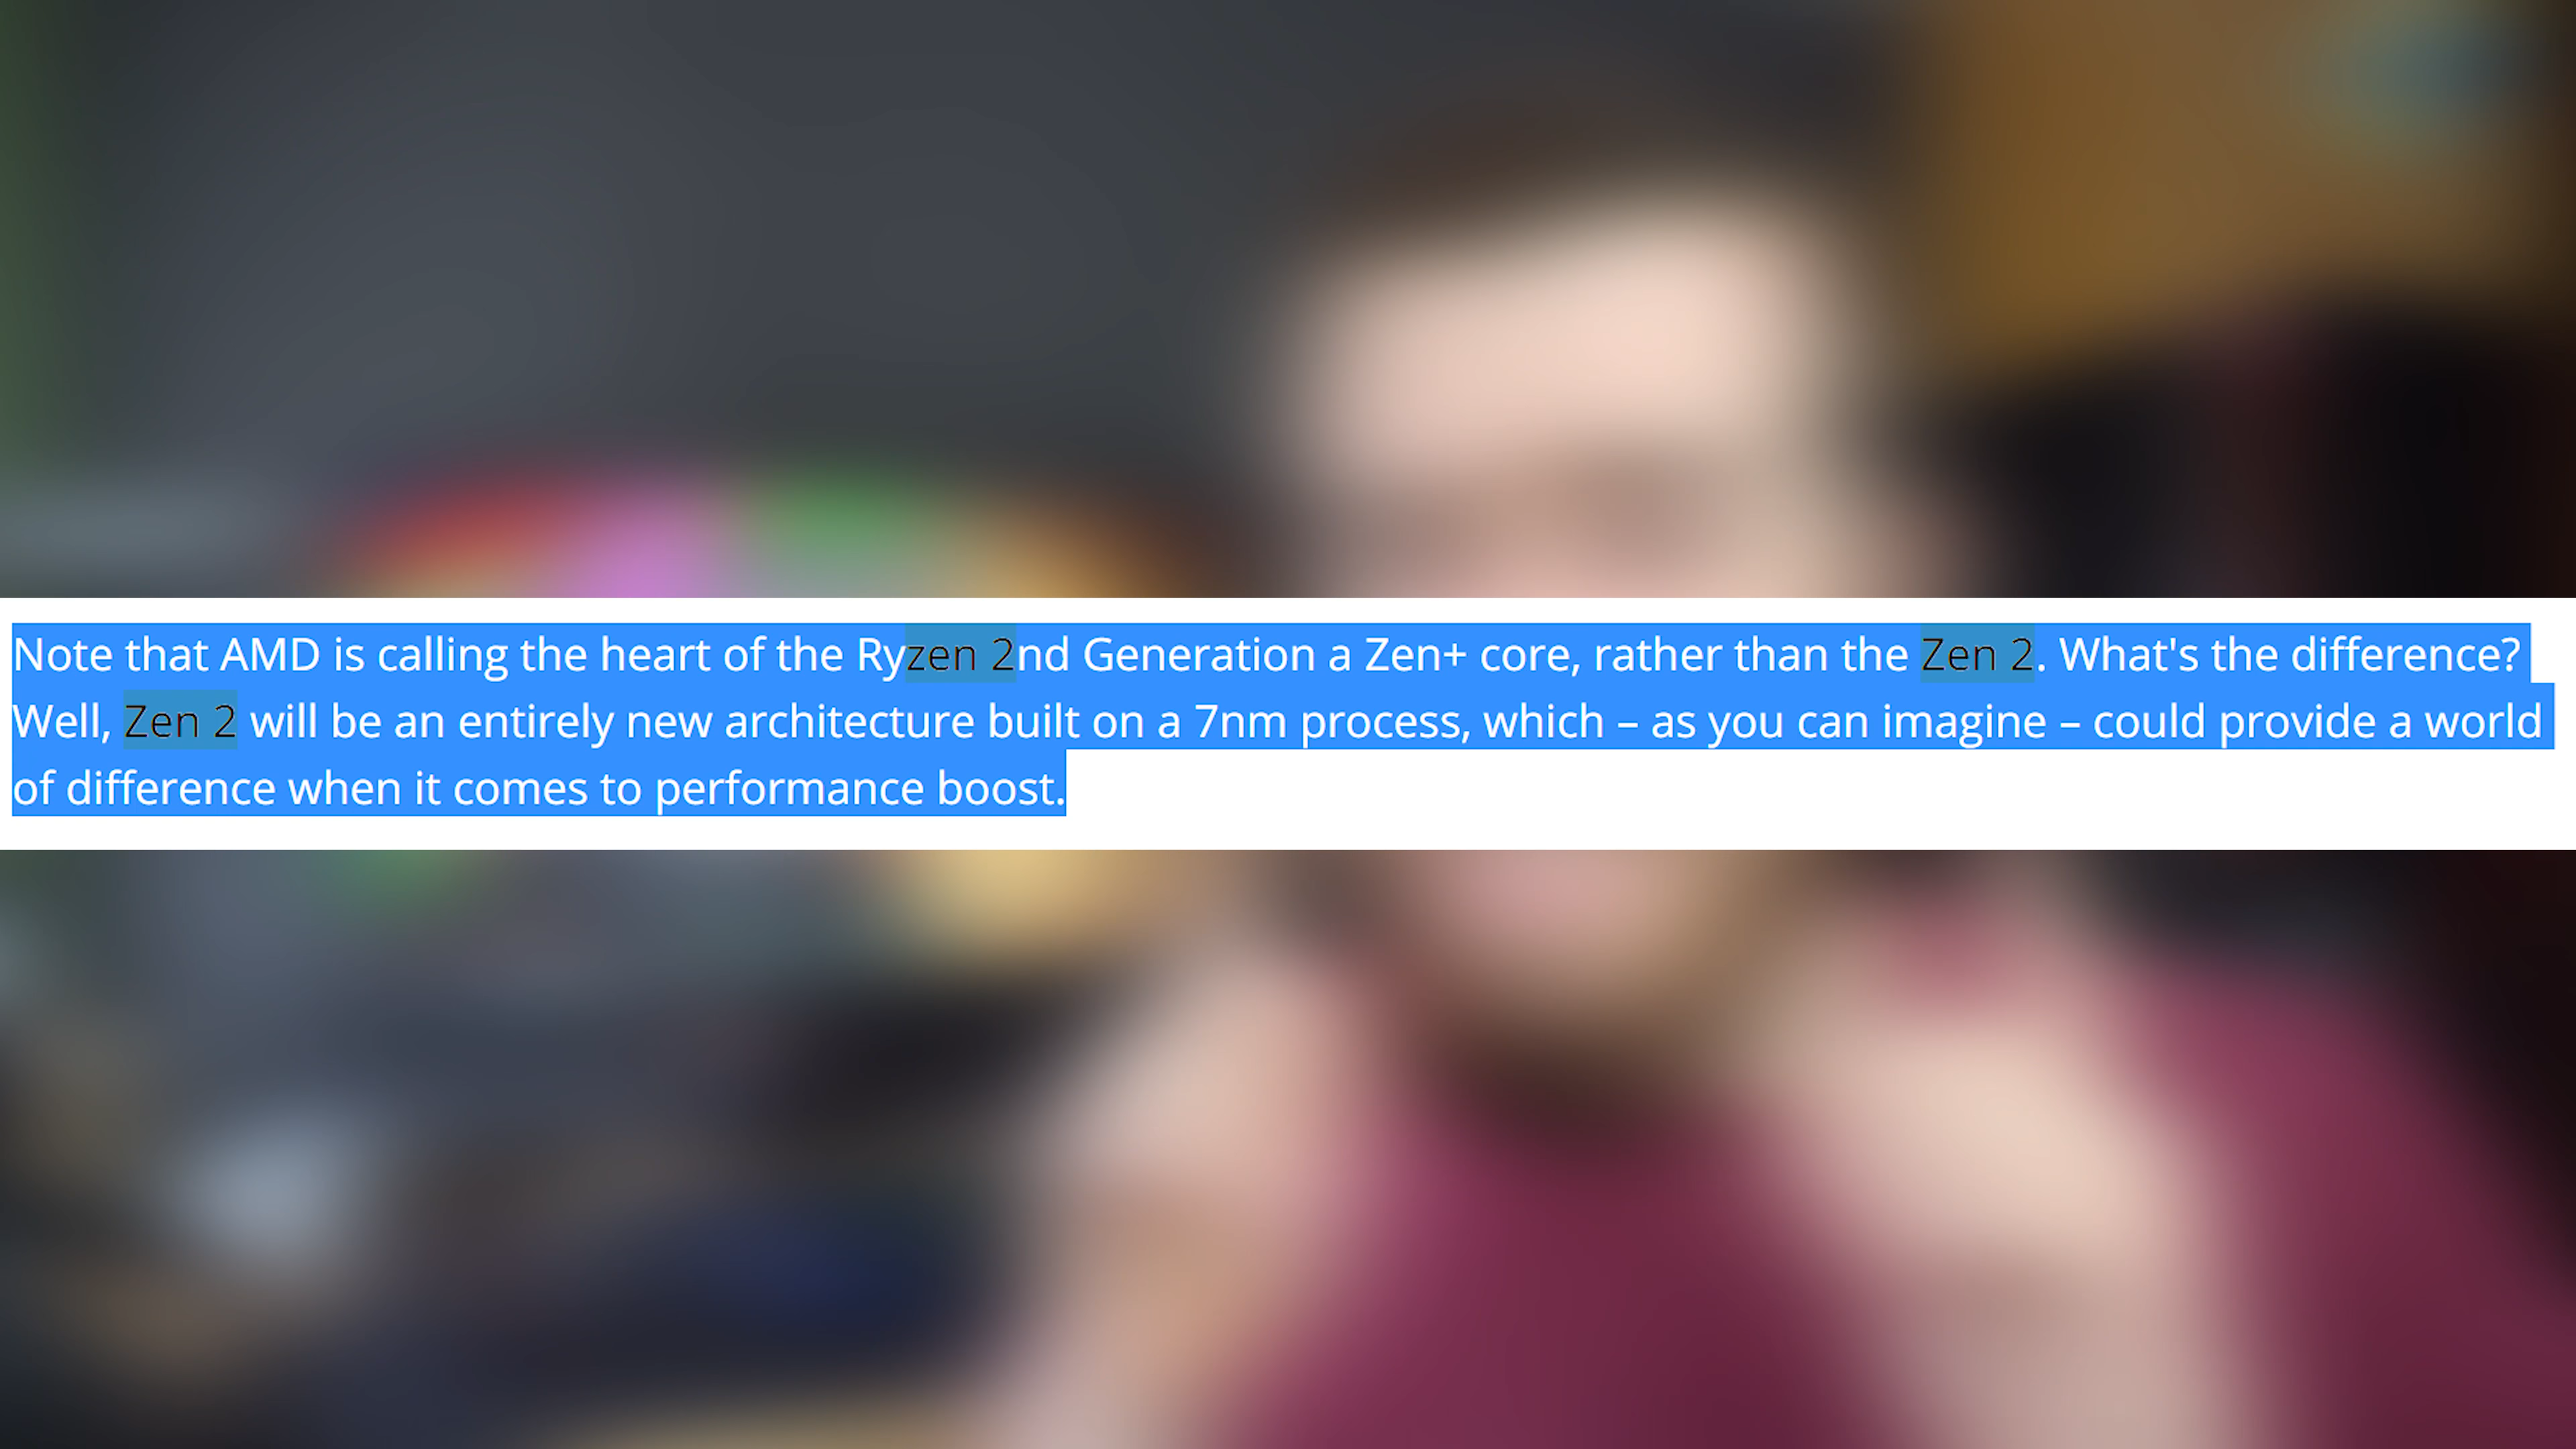 Note that AMD is calling the heart of the Ryzen 2nd Generation a Zen+ core, rather than the Zen 2. What's the difference?
Well, Zen 2 will be an entirely new architecture built on a 7nm process, which – as you can imagine – could provide a world
of difference when it comes to performance boost.